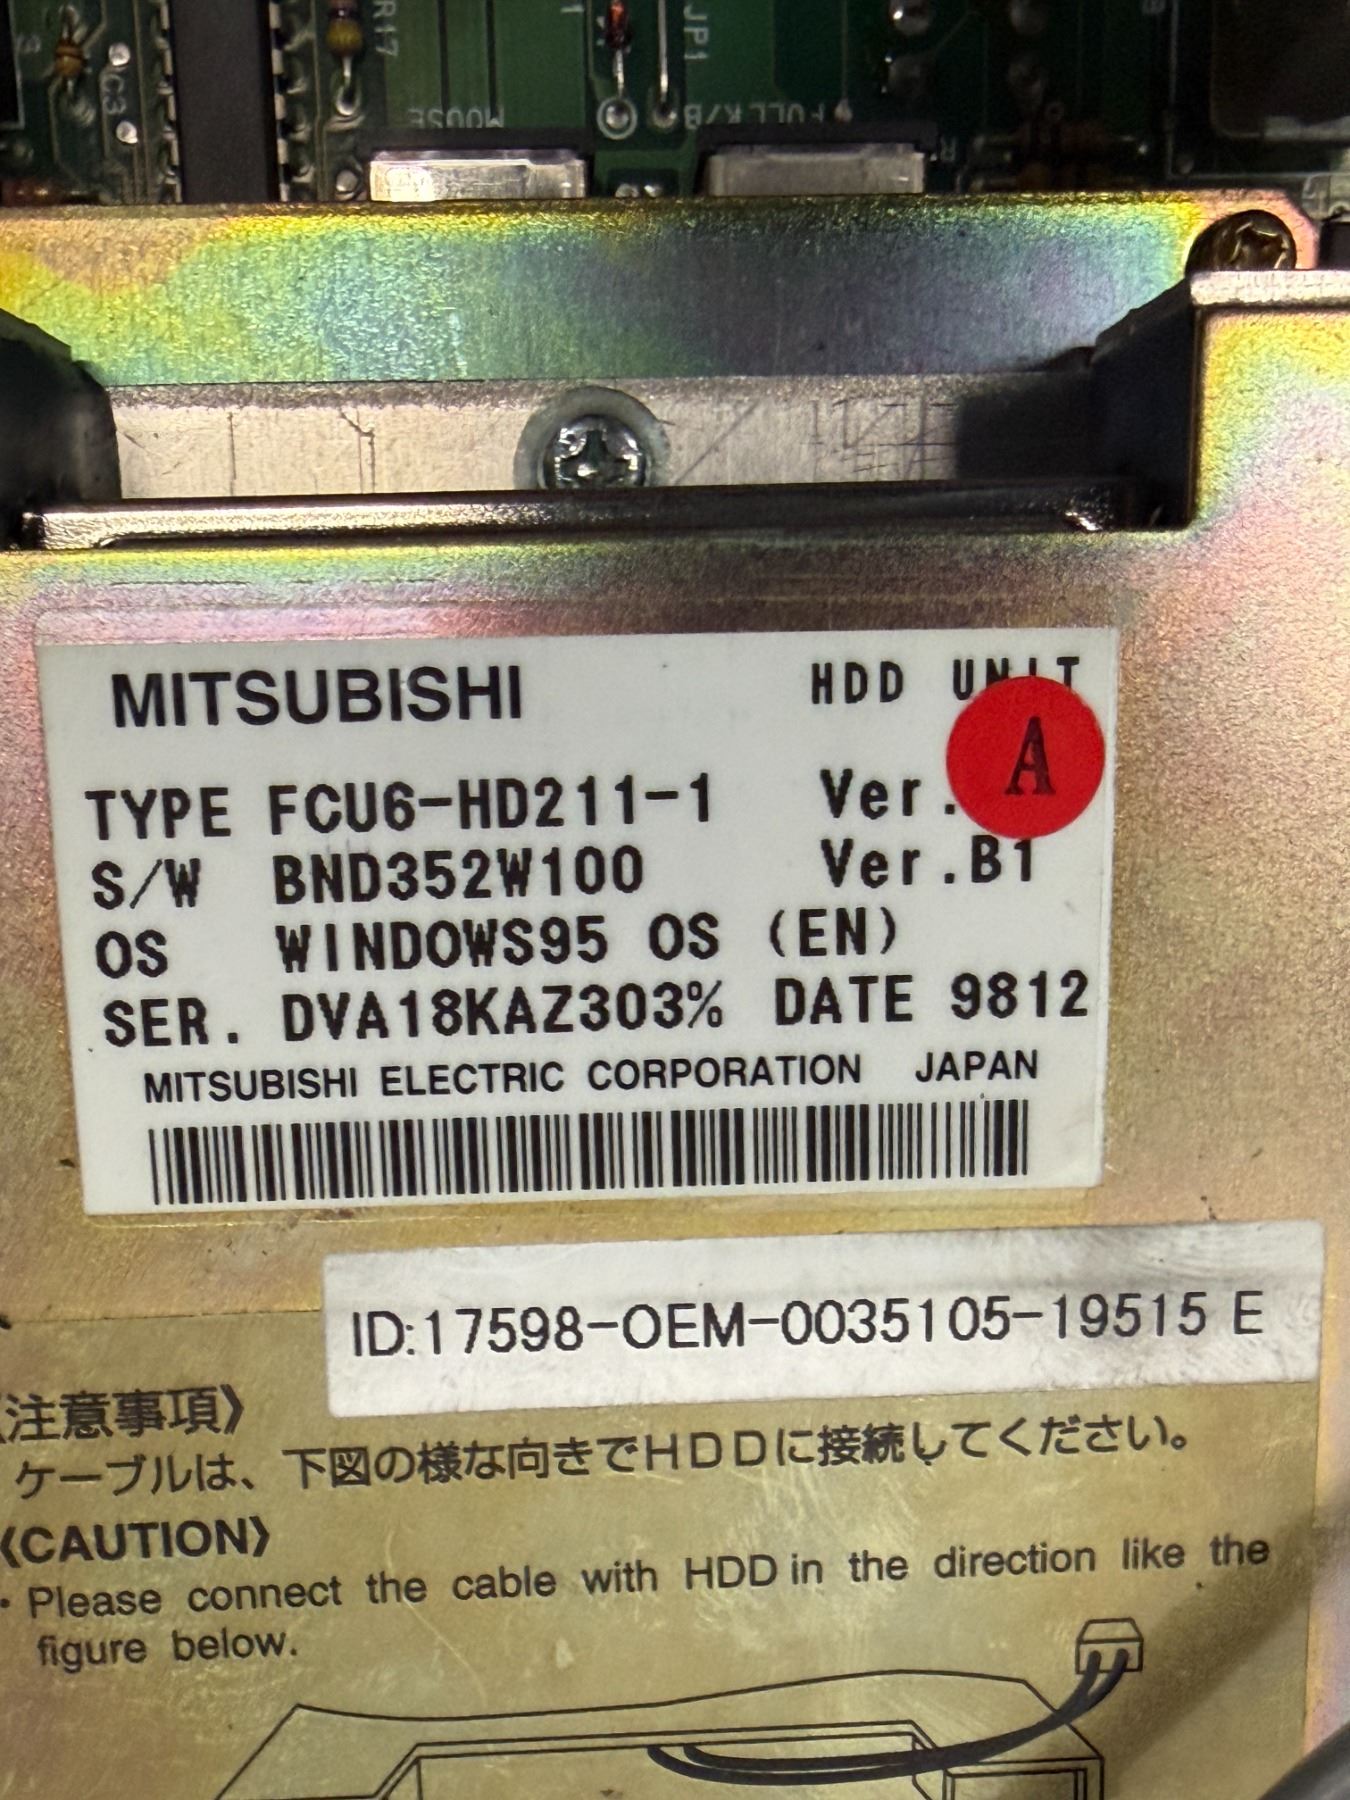 R17
JP1
C3
MOUSE
FULL K/B
MITSUBISHI HDD UNIT
A
TYPE FCU6-HD211-1 Ver.
S/W BND352W100 Ver.B1
OS WINDOWS95 OS (EN)
SER. DVA18KAZ303% DATE 9812
MITSUBISHI ELECTRIC CORPORATION JAPAN
ID:17598-OEM-0035105-19515 E
《注意事項》
ケーブルは、下図の様な向きでHDDに接続してください。
《CAUTION》
・Please connect the cable with HDD in the direction like the
figure below.